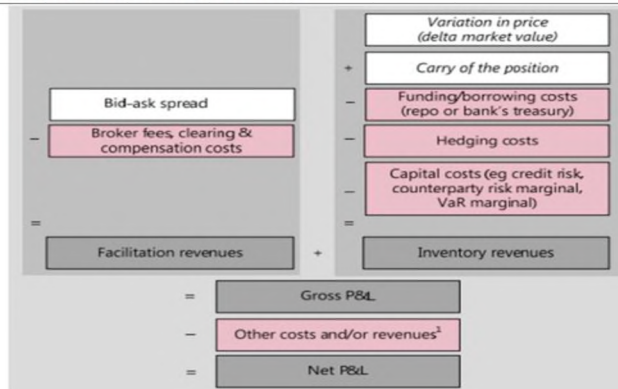 Variation in price
(delta market value)
+
Carry of the position
Bid-ask spread
−
Funding/borrowing costs
(repo or bank's treasury)
−
Broker fees, clearing &
compensation costs
−
Hedging costs
−
Capital costs (eg credit risk,
counterparty risk marginal,
VaR marginal)
=
=
Facilitation revenues
+
Inventory revenues
=
Gross P&L
−
Other costs and/or revenues¹
=
Net P&L